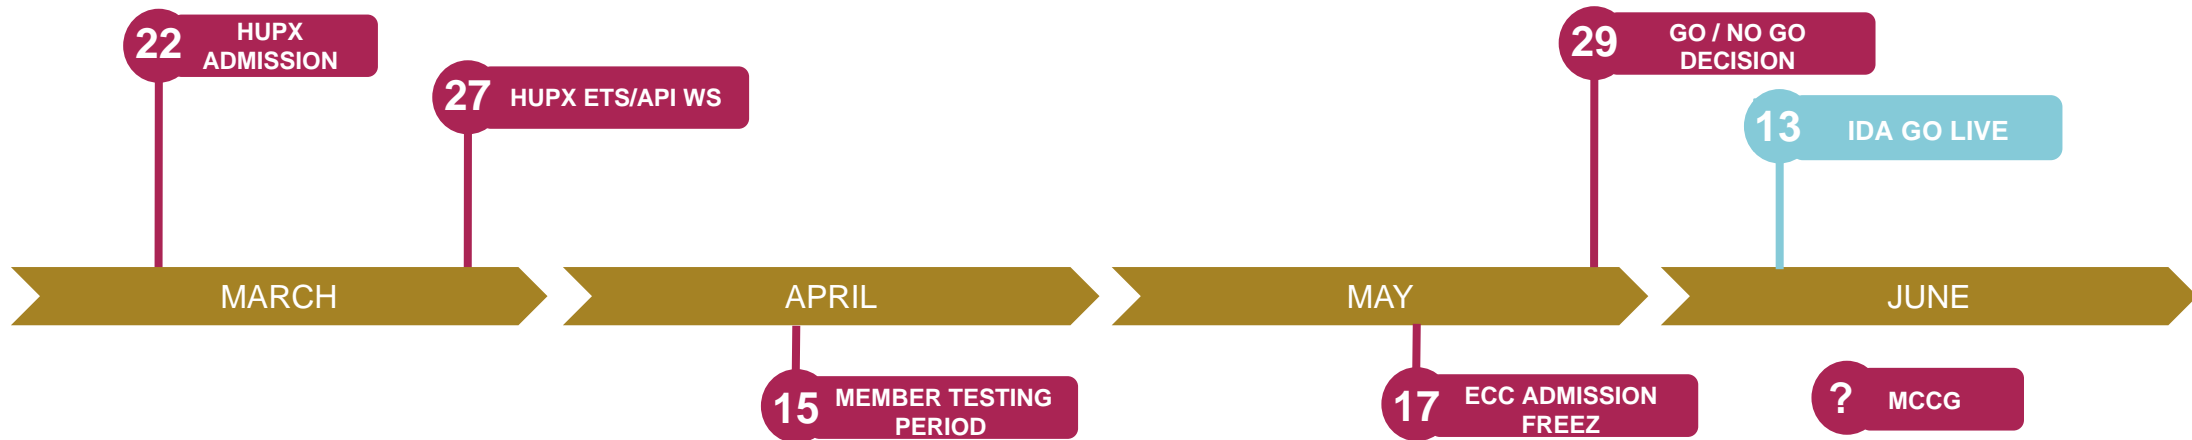 22
HUPX
ADMISSION
27
HUPX ETS/API WS
29
GO / NO GO
DECISION
13
IDA GO LIVE
MARCH
APRIL
MAY
JUNE
15
MEMBER TESTING
PERIOD
17
ECC ADMISSION
FREEZ
?
MCCG